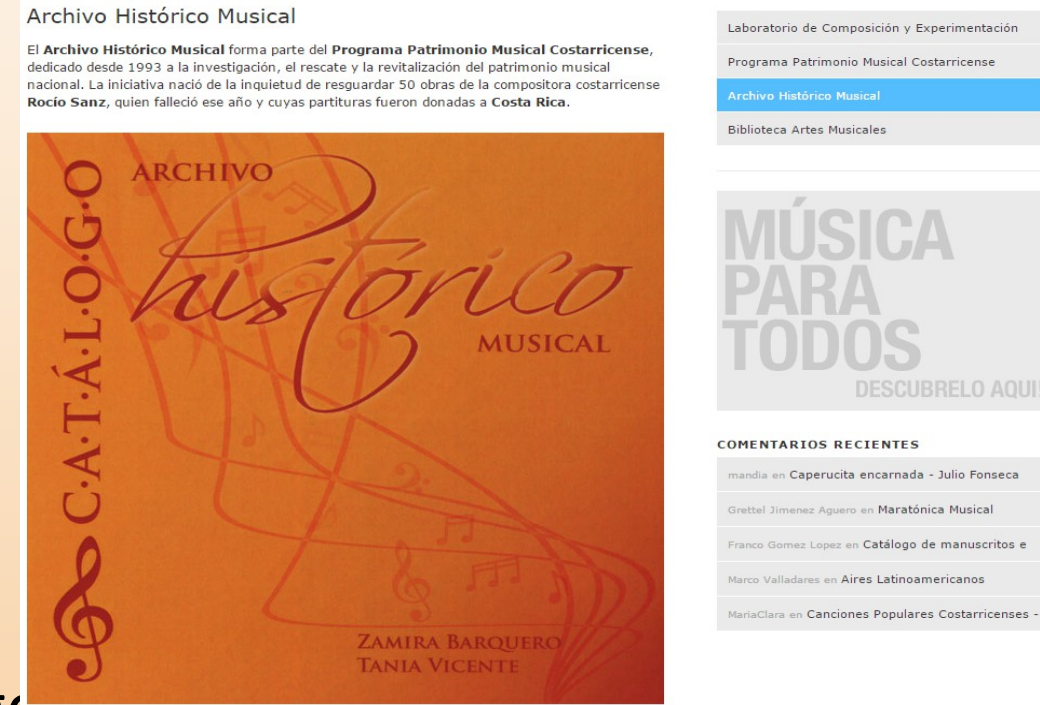 Archivo Histórico Musical
El Archivo Histórico Musical forma parte del Programa Patrimonio Musical Costarricense,
dedicado desde 1993 a la investigación, el rescate y la revitalización del patrimonio musical
nacional. La iniciativa nació de la inquietud de resguardar 50 obras de la compositora costarricense
Rocío Sanz, quien falleció ese año y cuyas partituras fueron donadas a Costa Rica.
C·A·T·Á·L·O·G·O
ARCHIVO
histórico
MUSICAL
ZAMIRA BARQUERO
TANIA VICENTE
Laboratorio de Composición y Experimentación
Programa Patrimonio Musical Costarricense
Archivo Histórico Musical
Biblioteca Artes Musicales
MÚSICA
PARA
TODOS
DESCUBRELO AQUI!
COMENTARIOS RECIENTES
mandia en Caperucita encarnada - Julio Fonseca
Grettel Jimenez Aguero en Maratónica Musical
Franco Gomez Lopez en Catálogo de manuscritos e
Marco Valladares en Aires Latinoamericanos
MariaClara en Canciones Populares Costarricenses -